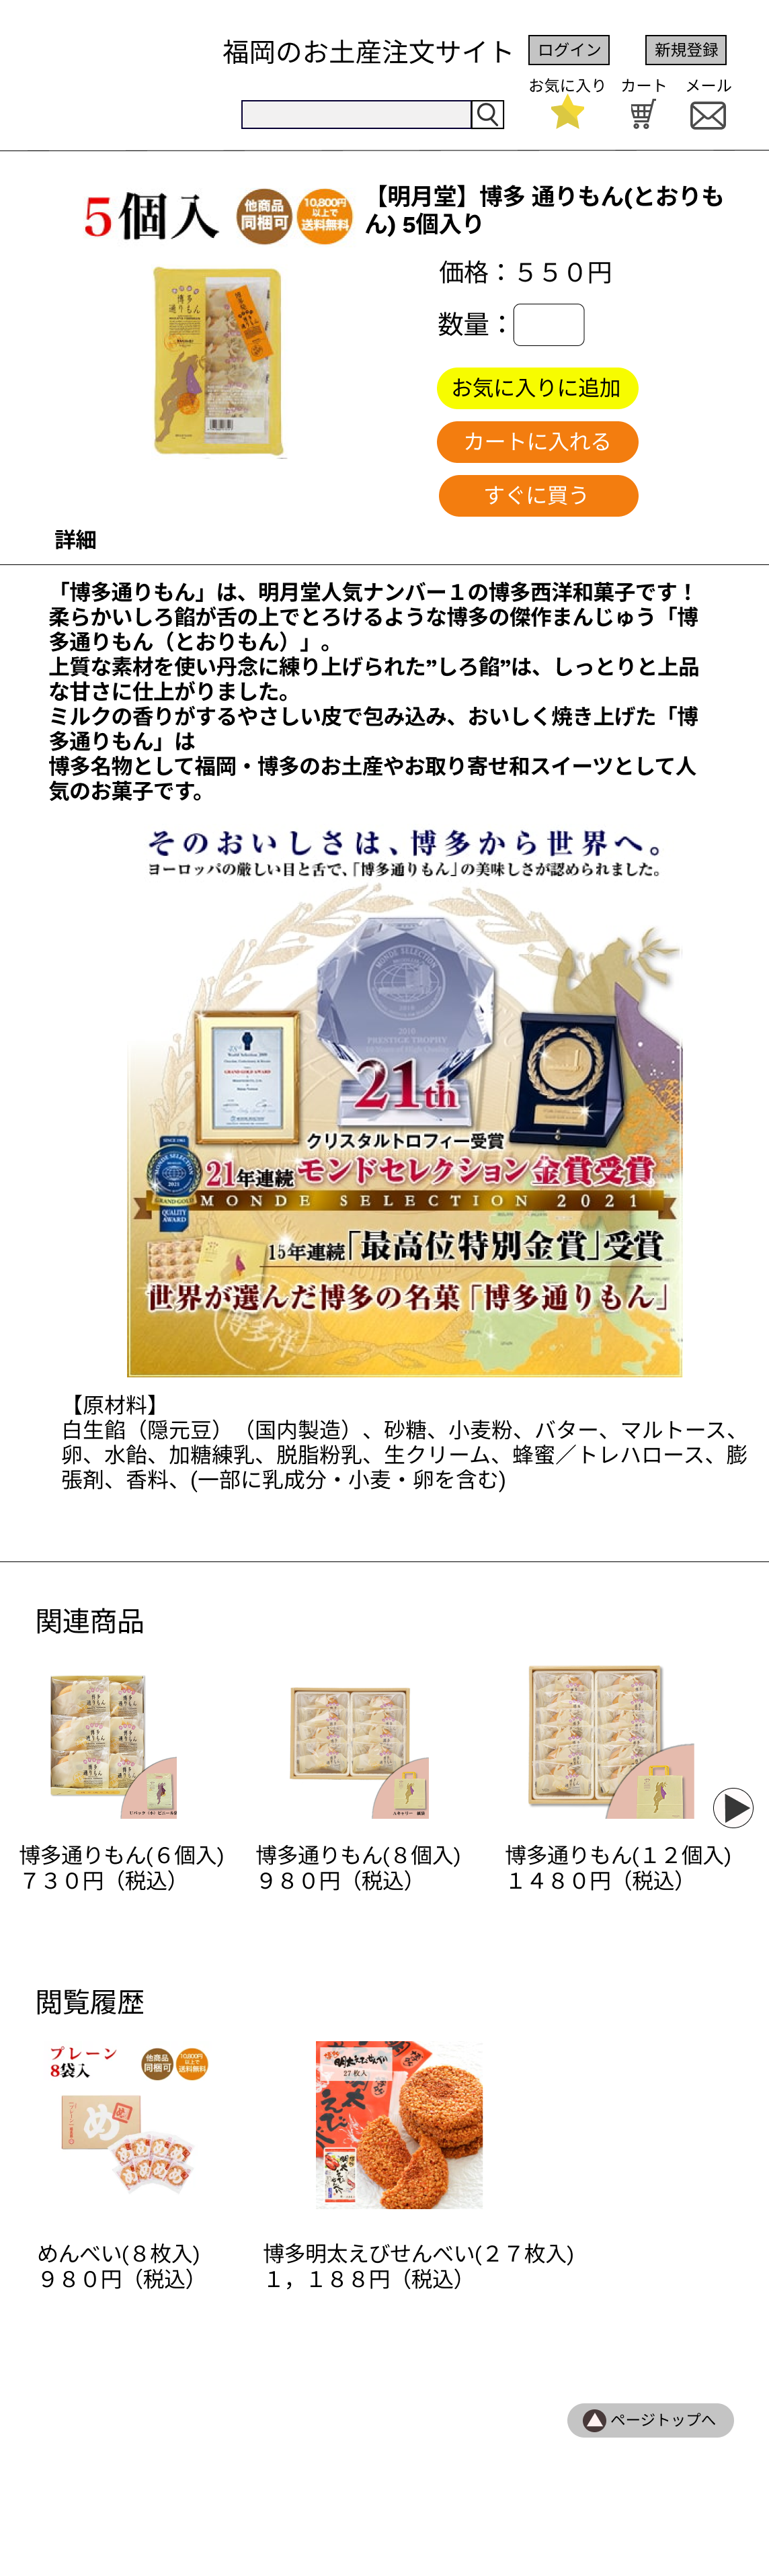 福岡のお土産注文サイト
ログイン
新規登録
お気に入り
カート
メール
5個入
他商品
同梱可
10,800円
以上で
送料無料
【明月堂】博多 通りもん(とおりも
ん) 5個入り
博多
通りもん
価格：５５０円
数量：
お気に入りに追加
カートに入れる
すぐに買う
詳細
「博多通りもん」は、明月堂人気ナンバー１の博多西洋和菓子です！
柔らかいしろ餡が舌の上でとろけるような博多の傑作まんじゅう「博
多通りもん（とおりもん）」。
上質な素材を使い丹念に練り上げられた”しろ餡”は、しっとりと上品
な甘さに仕上がりました。
ミルクの香りがするやさしい皮で包み込み、おいしく焼き上げた「博
多通りもん」は
博多名物として福岡・博多のお土産やお取り寄せ和スイーツとして人
気のお菓子です。
そのおいしさは、博多から世界へ。
ヨーロッパの厳しい目と舌で、「博多通りもん」の美味しさが認められました。
MONDE SELECTION
2010
PRESTIGE TROPHY
World Selection 2009
GRAND GOLD AWARD
21th
クリスタルトロフィー受賞
MONDE SELECTION
2021
GRAND GOLD
QUALITY
AWARD
21年連続モンドセレクション金賞受賞
MONDE SELECTION 2021
15年連続「最高位特別金賞」受賞
世界が選んだ博多の名菓「博多通りもん」
【原材料】
白生餡（隠元豆）（国内製造）、砂糖、小麦粉、バター、マルトース、
卵、水飴、加糖練乳、脱脂粉乳、生クリーム、蜂蜜／トレハロース、膨
張剤、香料、(一部に乳成分・小麦・卵を含む)
関連商品
博多通りもん(６個入)
７３０円（税込）
博多通りもん(８個入)
９８０円（税込）
博多通りもん(１２個入)
１４８０円（税込）
閲覧履歴
プレーン
8袋入
他商品
同梱可
10,800円
以上で
送料無料
め
27枚入
めんべい(８枚入)
９８０円（税込）
博多明太えびせんべい(２７枚入)
１，１８８円（税込）
ページトップへ